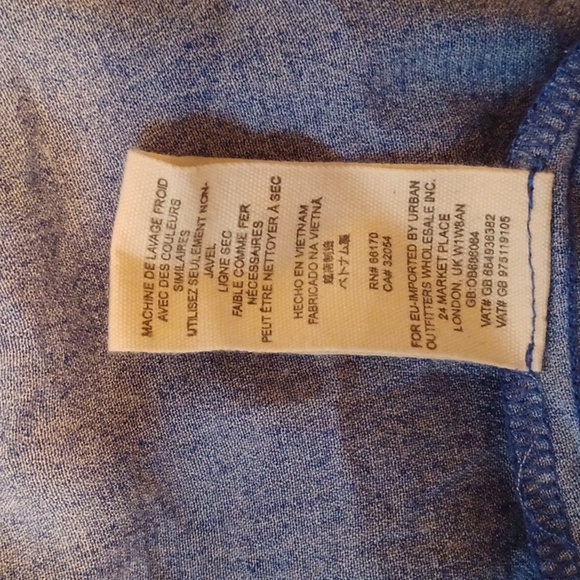 MACHINE DE LAVAGE FROID
AVEC DES COULEURS
SIMILAIRES
UTILISEZ SEULEMENT NON-
JAVEL
LIGNE SEC
FAIBLE COMME FER
NÉCESSAIRES
PEUT ÊTRE NETTOYER À SEC
HECHO EN VIETNAM
FABRICADO NA VIETNÃ
越南制造
ベトナム服
RN# 66170
CA# 32054
FOR EU-IMPORTED BY URBAN
OUTFITTERS WHOLESALE INC.
24 MARKET PLACE
LONDON, UK W1W8AN
GB:OB688064
VAT# GB 664936382
VAT# GB 975119105